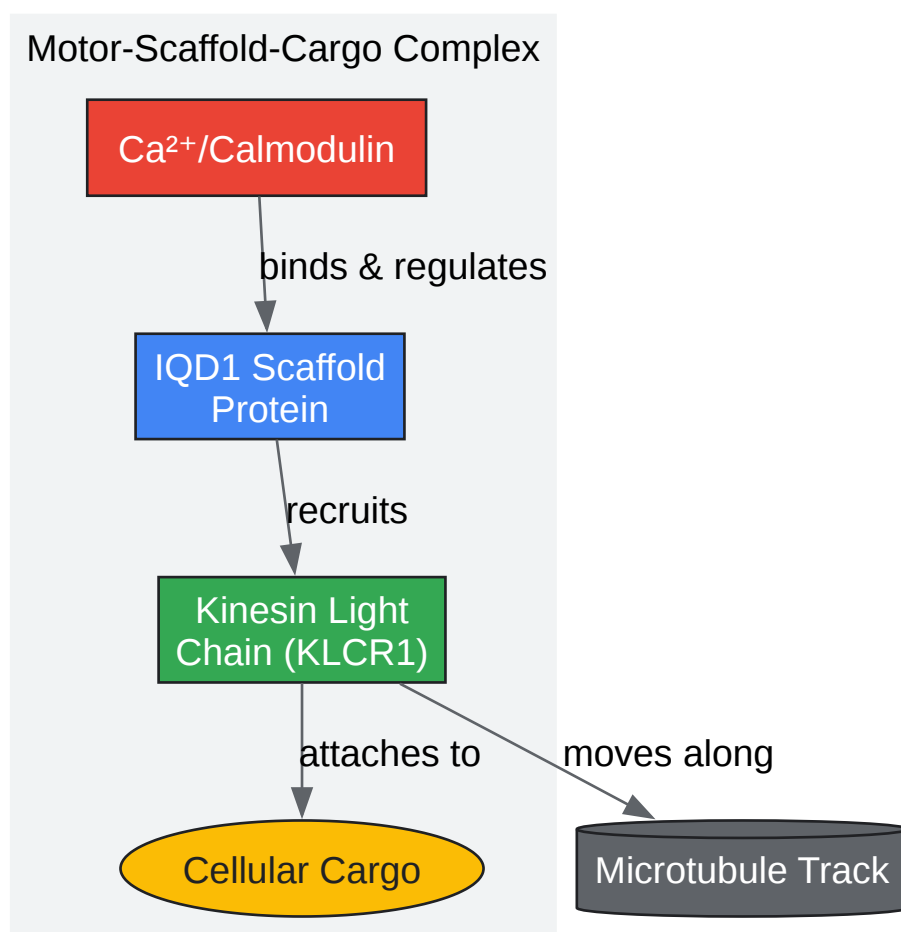 Motor-Scaffold-Cargo Complex
Ca²⁺/Calmodulin
binds & regulates
IQD1 Scaffold
Protein
recruits
Kinesin Light
Chain (KLCR1)
attaches to
moves along
Cellular Cargo
Microtubule Track